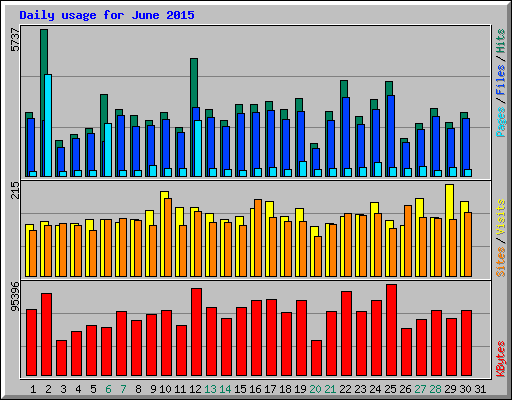 Daily usage for June 2015
5737
Pages / Files / Hits
215
Sites / Visits
95396
KBytes
1 2 3 4 5 6 7 8 9 10 11 12 13 14 15 16 17 18 19 20 21 22 23 24 25 26 27 28 29 30 31